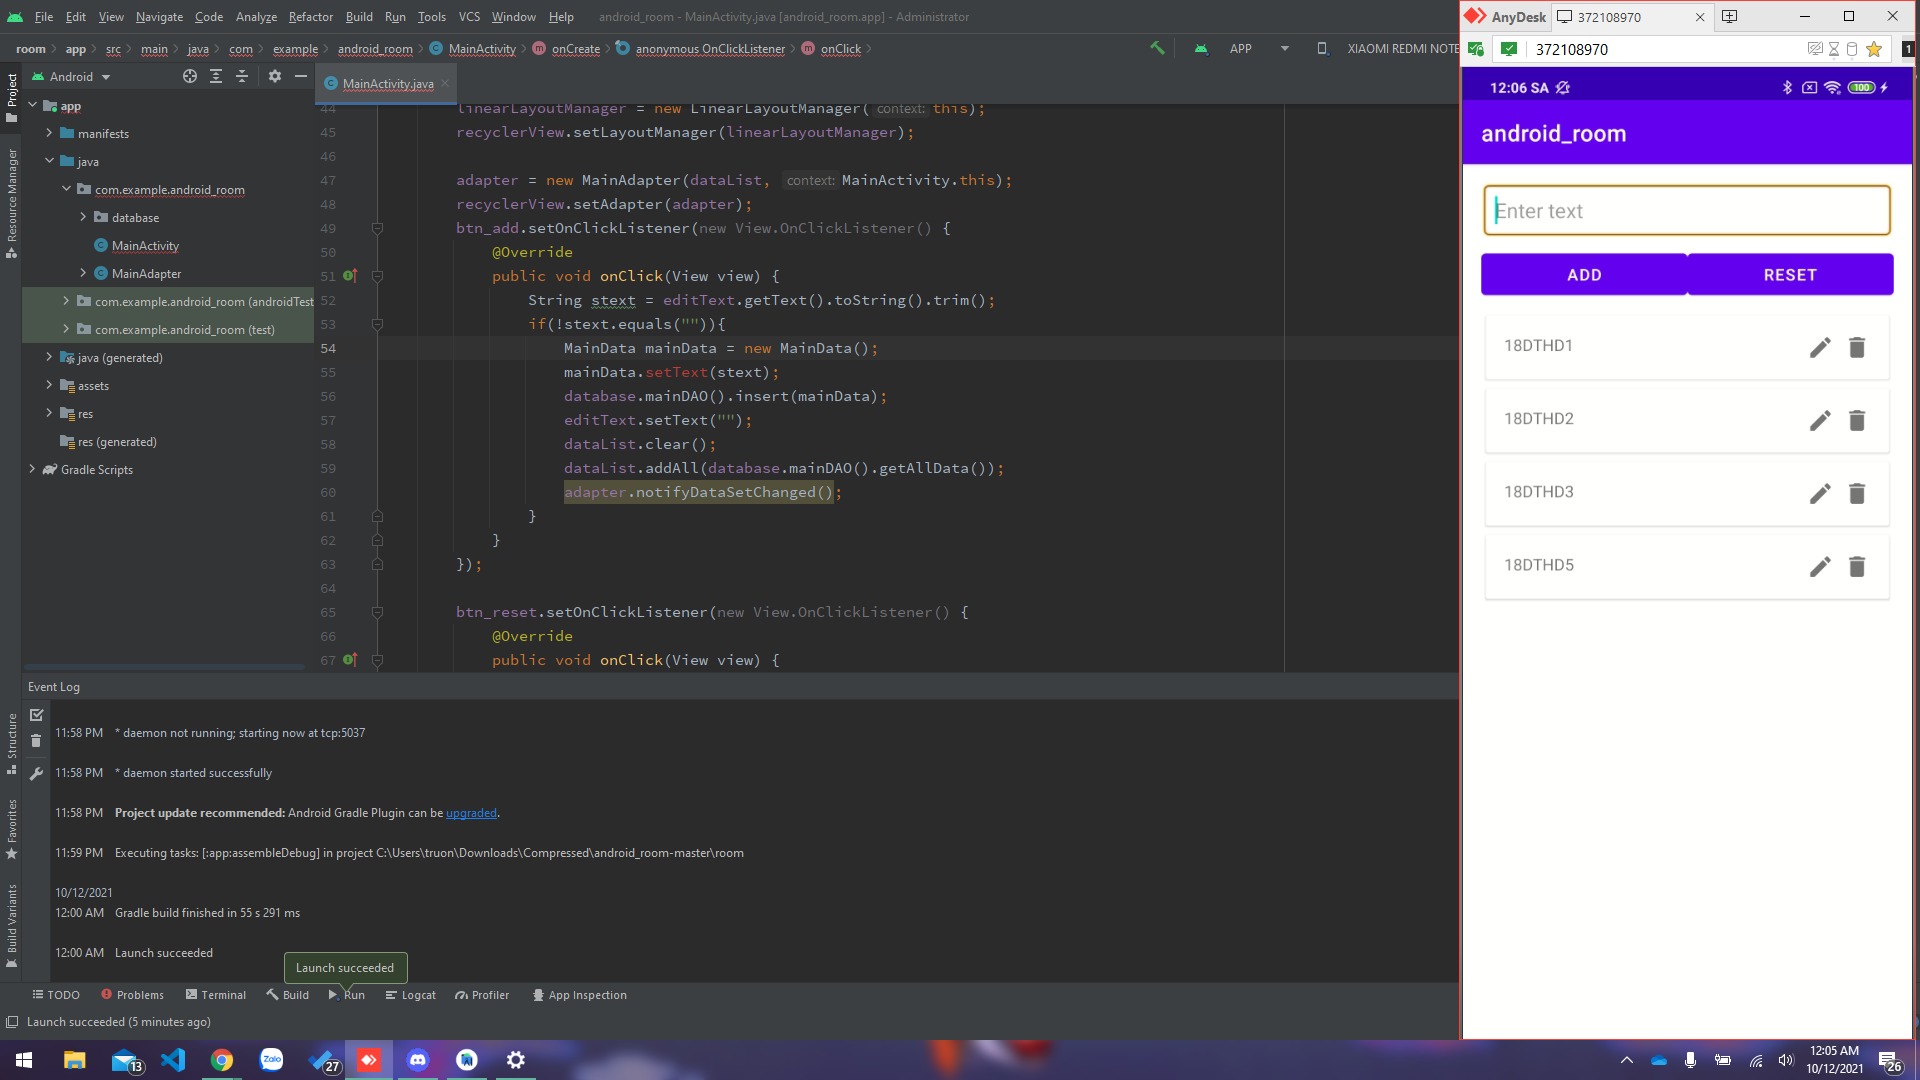 File Edit View Navigate Code Analyze Refactor Build Run Tools VCS Window Help android_room - MainActivity.java [android_room.app] - Administrator
room app src main java com example android_room MainActivity onCreate anonymous OnClickListener onClick APP XIAOMI REDMI NOTE
Android
MainActivity.java
Project
Resource Manager
Structure
Favorites
Build Variants
app
manifests
java
com.example.android_room
database
MainActivity
MainAdapter
com.example.android_room (androidTest
com.example.android_room (test)
java (generated)
assets
res
res (generated)
Gradle Scripts
44 linearLayoutManager = new LinearLayoutManager( context: this);
45 recyclerView.setLayoutManager(linearLayoutManager);
46
47 adapter = new MainAdapter(dataList, context: MainActivity.this);
48 recyclerView.setAdapter(adapter);
49 btn_add.setOnClickListener(new View.OnClickListener() {
50 @Override
51 public void onClick(View view) {
52 String stext = editText.getText().toString().trim();
53 if(!stext.equals("")){
54 MainData mainData = new MainData();
55 mainData.setText(stext);
56 database.mainDAO().insert(mainData);
57 editText.setText("");
58 dataList.clear();
59 dataList.addAll(database.mainDAO().getAllData());
60 adapter.notifyDataSetChanged();
61 }
62 }
63 });
64
65 btn_reset.setOnClickListener(new View.OnClickListener() {
66 @Override
67 public void onClick(View view) {
Event Log
11:58 PM * daemon not running; starting now at tcp:5037
11:58 PM * daemon started successfully
11:58 PM Project update recommended: Android Gradle Plugin can be upgraded.
11:59 PM Executing tasks: [:app:assembleDebug] in project C:\Users\truon\Downloads\Compressed\android_room-master\room
10/12/2021
12:00 AM Gradle build finished in 55 s 291 ms
12:00 AM Launch succeeded
Launch succeeded
TODO Problems Terminal Build Run Logcat Profiler App Inspection
Launch succeeded (5 minutes ago)
AnyDesk 372108970
372108970 1
12:06 SA 100
android_room
Enter text
ADD RESET
18DTHD1
18DTHD2
18DTHD3
18DTHD5
13 Zalo 27
12:05 AM
10/12/2021
26